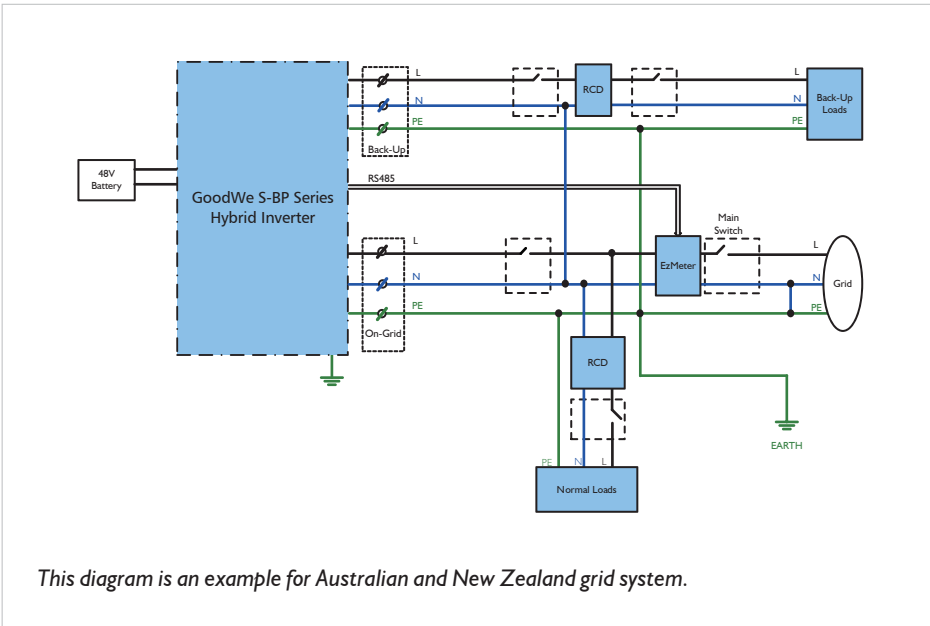 L
N
PE
Back-Up
RCD
L
N
PE
Back-Up
Loads
48V
Battery
GoodWe S-BP Series
Hybrid Inverter
RS485
Main
Switch
L
N
PE
On-Grid
EzMeter
L
N
PE
Grid
RCD
EARTH
PE
N
L
Normal Loads
This diagram is an example for Australian and New Zealand grid system.